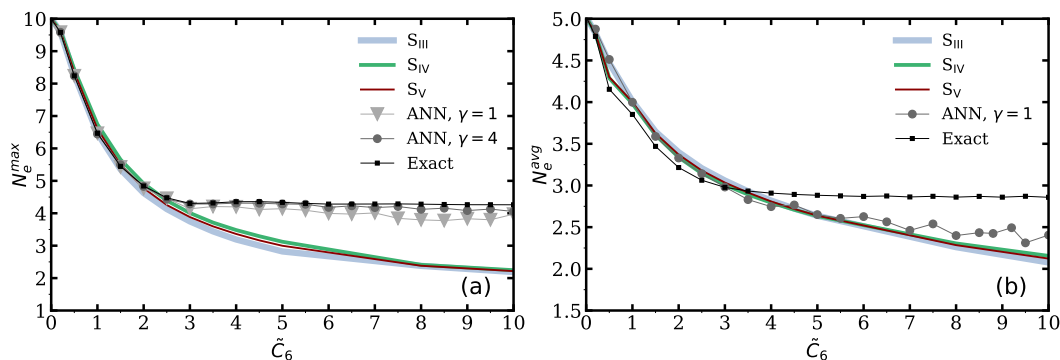 10
9
8
7
6
5
4
3
2
1
N_e^{max}
S_III
S_IV
S_V
ANN, γ = 1
ANN, γ = 4
Exact
(a)
0 1 2 3 4 5 6 7 8 9 10
C̃_6
5.0
4.5
4.0
3.5
3.0
2.5
2.0
1.5
N_e^{avg}
S_III
S_IV
S_V
ANN, γ = 1
Exact
(b)
0 1 2 3 4 5 6 7 8 9 10
C̃_6